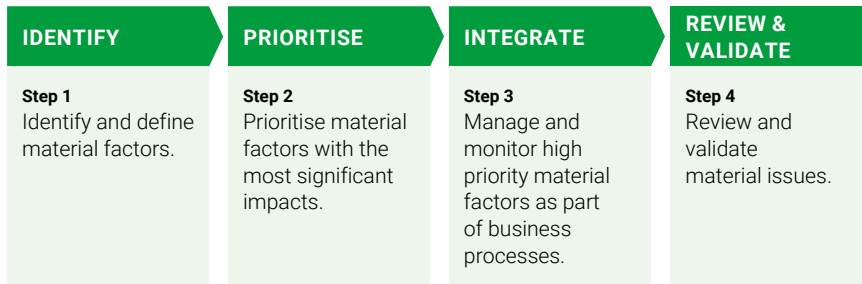 IDENTIFY
Step 1
Identify and define
material factors.
PRIORITISE
Step 2
Prioritise material
factors with the
most significant
impacts.
INTEGRATE
Step 3
Manage and
monitor high
priority material
factors as part
of business
processes.
REVIEW &
VALIDATE
Step 4
Review and
validate
material issues.